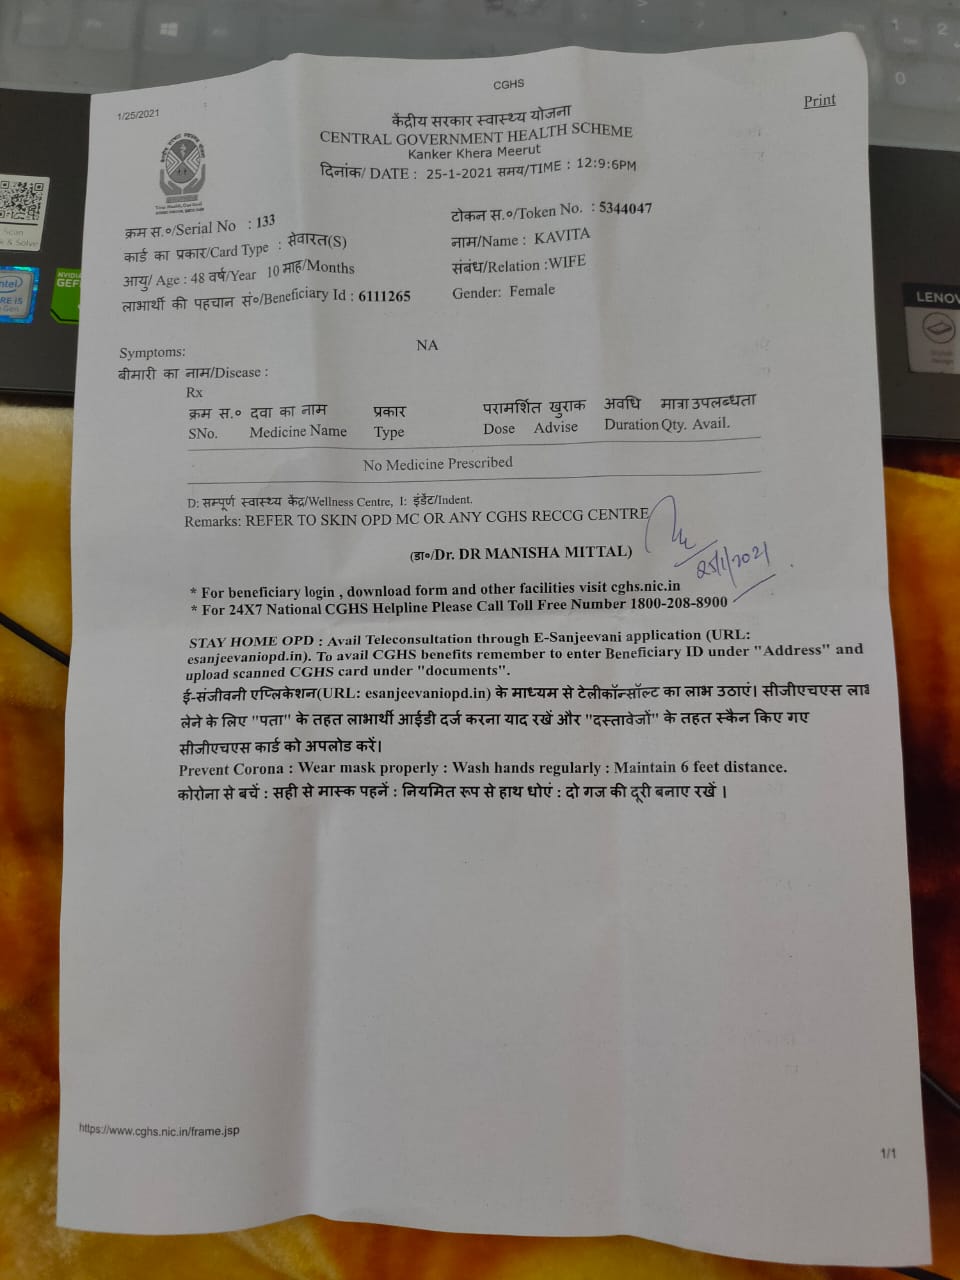 CGHS
1/25/2021
Print
केंद्रीय सरकार स्वास्थ्य योजना
CENTRAL GOVERNMENT HEALTH SCHEME
Kanker Khera Meerut
दिनांक/ DATE : 25-1-2021 समय/TIME : 12:9:6PM
क्रम स.०/Serial No : 133
टोकन स.०/Token No. : 5344047
कार्ड का प्रकार/Card Type : सेवारत(S)
नाम/Name : KAVITA
आयु/ Age : 48 वर्ष/Year 10 माह/Months
संबंध/Relation :WIFE
लाभार्थी की पहचान सं०/Beneficiary Id : 6111265
Gender: Female
Symptoms: NA
बीमारी का नाम/Disease :
Rx
क्रम स.० दवा का नाम प्रकार परामर्शित खुराक अवधि मात्रा उपलब्धता
SNo. Medicine Name Type Dose Advise Duration Qty. Avail.
No Medicine Prescribed
D: सम्पूर्ण स्वास्थ्य केंद्र/Wellness Centre, I: इंडेंट/Indent.
Remarks: REFER TO SKIN OPD MC OR ANY CGHS RECCG CENTRE
(डा०/Dr. DR MANISHA MITTAL)
25/1/2021
* For beneficiary login , download form and other facilities visit cghs.nic.in
* For 24X7 National CGHS Helpline Please Call Toll Free Number 1800-208-8900
STAY HOME OPD : Avail Teleconsultation through E-Sanjeevani application (URL:
esanjeevaniopd.in). To avail CGHS benefits remember to enter Beneficiary ID under "Address" and
upload scanned CGHS card under "documents".
ई-संजीवनी एप्लिकेशन(URL: esanjeevaniopd.in) के माध्यम से टेलीकॉन्सॉल्ट का लाभ उठाएं। सीजीएचएस लाभ
लेने के लिए "पता" के तहत लाभार्थी आईडी दर्ज करना याद रखें और "दस्तावेजों" के तहत स्कैन किए गए
सीजीएचएस कार्ड को अपलोड करें।
Prevent Corona : Wear mask properly : Wash hands regularly : Maintain 6 feet distance.
कोरोना से बचें : सही से मास्क पहनें : नियमित रूप से हाथ धोएं : दो गज की दूरी बनाए रखें ।
https://www.cghs.nic.in/frame.jsp
1/1
Scan
& Solve
intel
NVIDIA
LENOVO